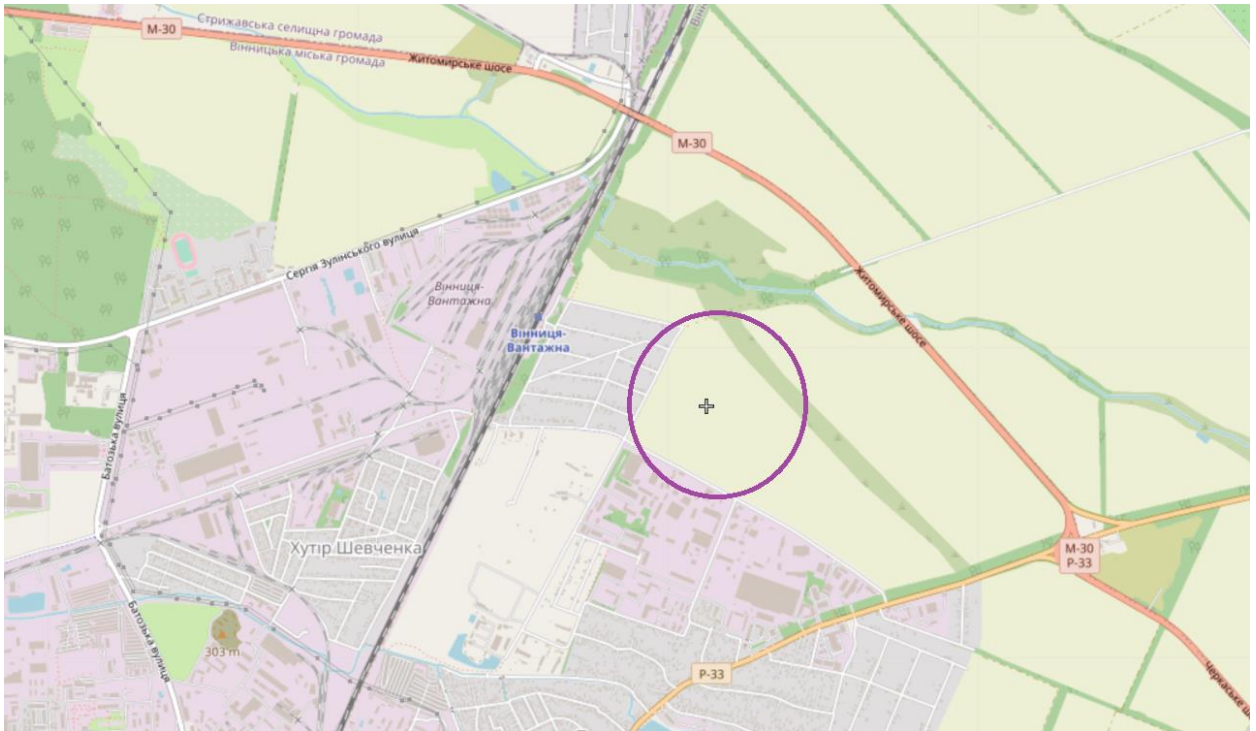 Стрижавська селищна громада
М-30
Вінницька міська громада
Житомирське шосе
М-30
Сергія Зулінського вулиця
Вінниця-
Вантажна
Вінниця-
Вантажна
Житомирське шосе
Батозька вулиця
Хутір Шевченка
М-30
Р-33
Батозька вулиця
303 m
Р-33
Черкаське